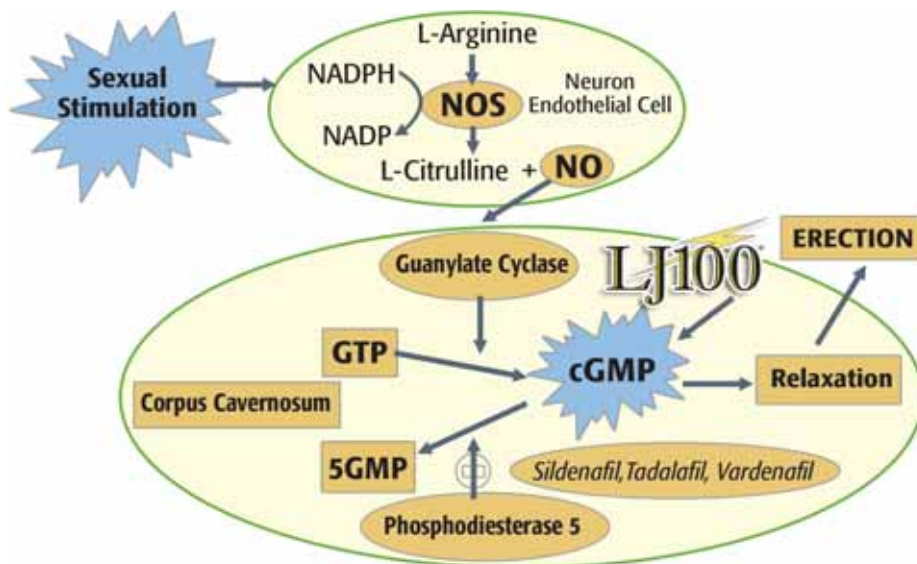 L-Arginine
Sexual
Stimulation
NADPH
NOS
Neuron
Endothelial Cell
NADP
L-Citrulline + NO
Guanylate Cyclase
LJ100
ERECTION
GTP
cGMP
Relaxation
Corpus Cavernosum
5GMP
Sildenafil,Tadalafil, Vardenafil
Phosphodiesterase 5